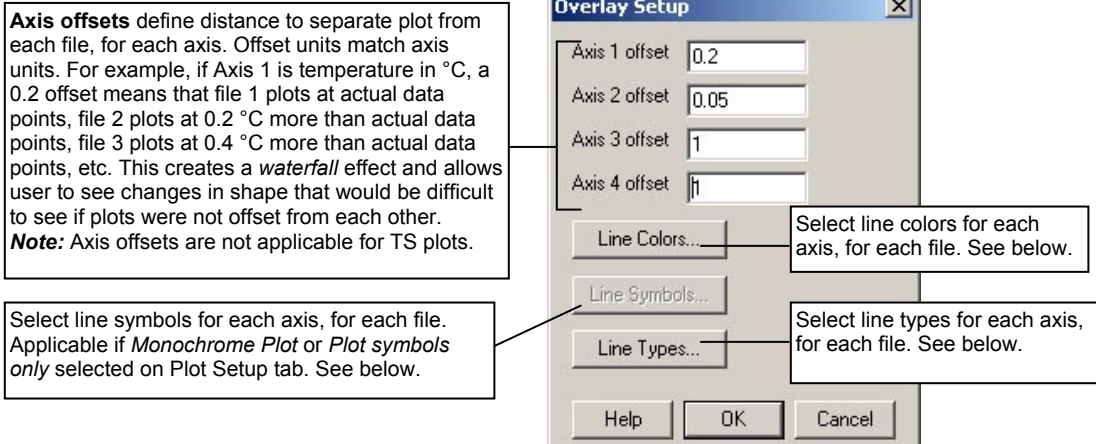 Axis offsets define distance to separate plot from
each file, for each axis. Offset units match axis
units. For example, if Axis 1 is temperature in °C, a
0.2 offset means that file 1 plots at actual data
points, file 2 plots at 0.2 °C more than actual data
points, file 3 plots at 0.4 °C more than actual data
points, etc. This creates a waterfall effect and allows
user to see changes in shape that would be difficult
to see if plots were not offset from each other.
Note: Axis offsets are not applicable for TS plots.
Select line symbols for each axis, for each file.
Applicable if Monochrome Plot or Plot symbols
only selected on Plot Setup tab. See below.
Overlay Setup
Axis 1 offset 0.2
Axis 2 offset 0.05
Axis 3 offset 1
Axis 4 offset 1
Line Colors...
Line Symbols...
Line Types...
Help OK Cancel
Select line colors for each
axis, for each file. See below.
Select line types for each axis,
for each file. See below.